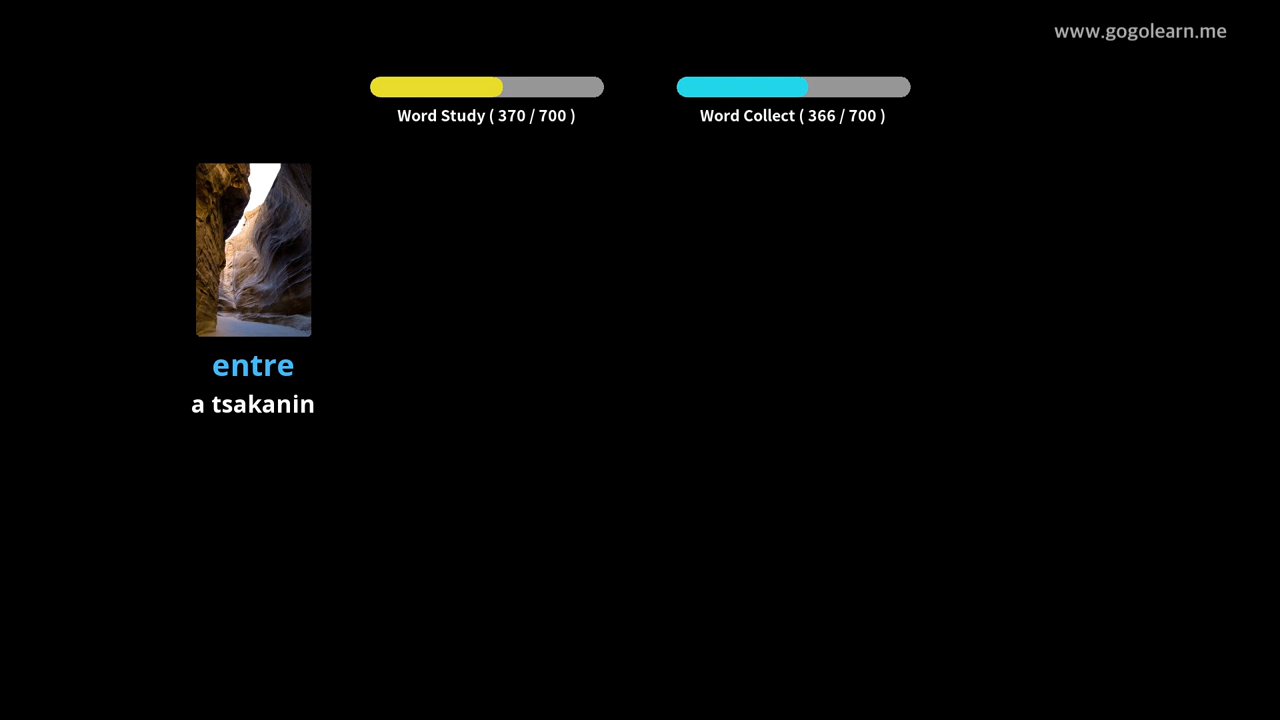 www.gogolearn.me
Word Study ( 370 / 700 )
Word Collect ( 366 / 700 )
entre
a tsakanin